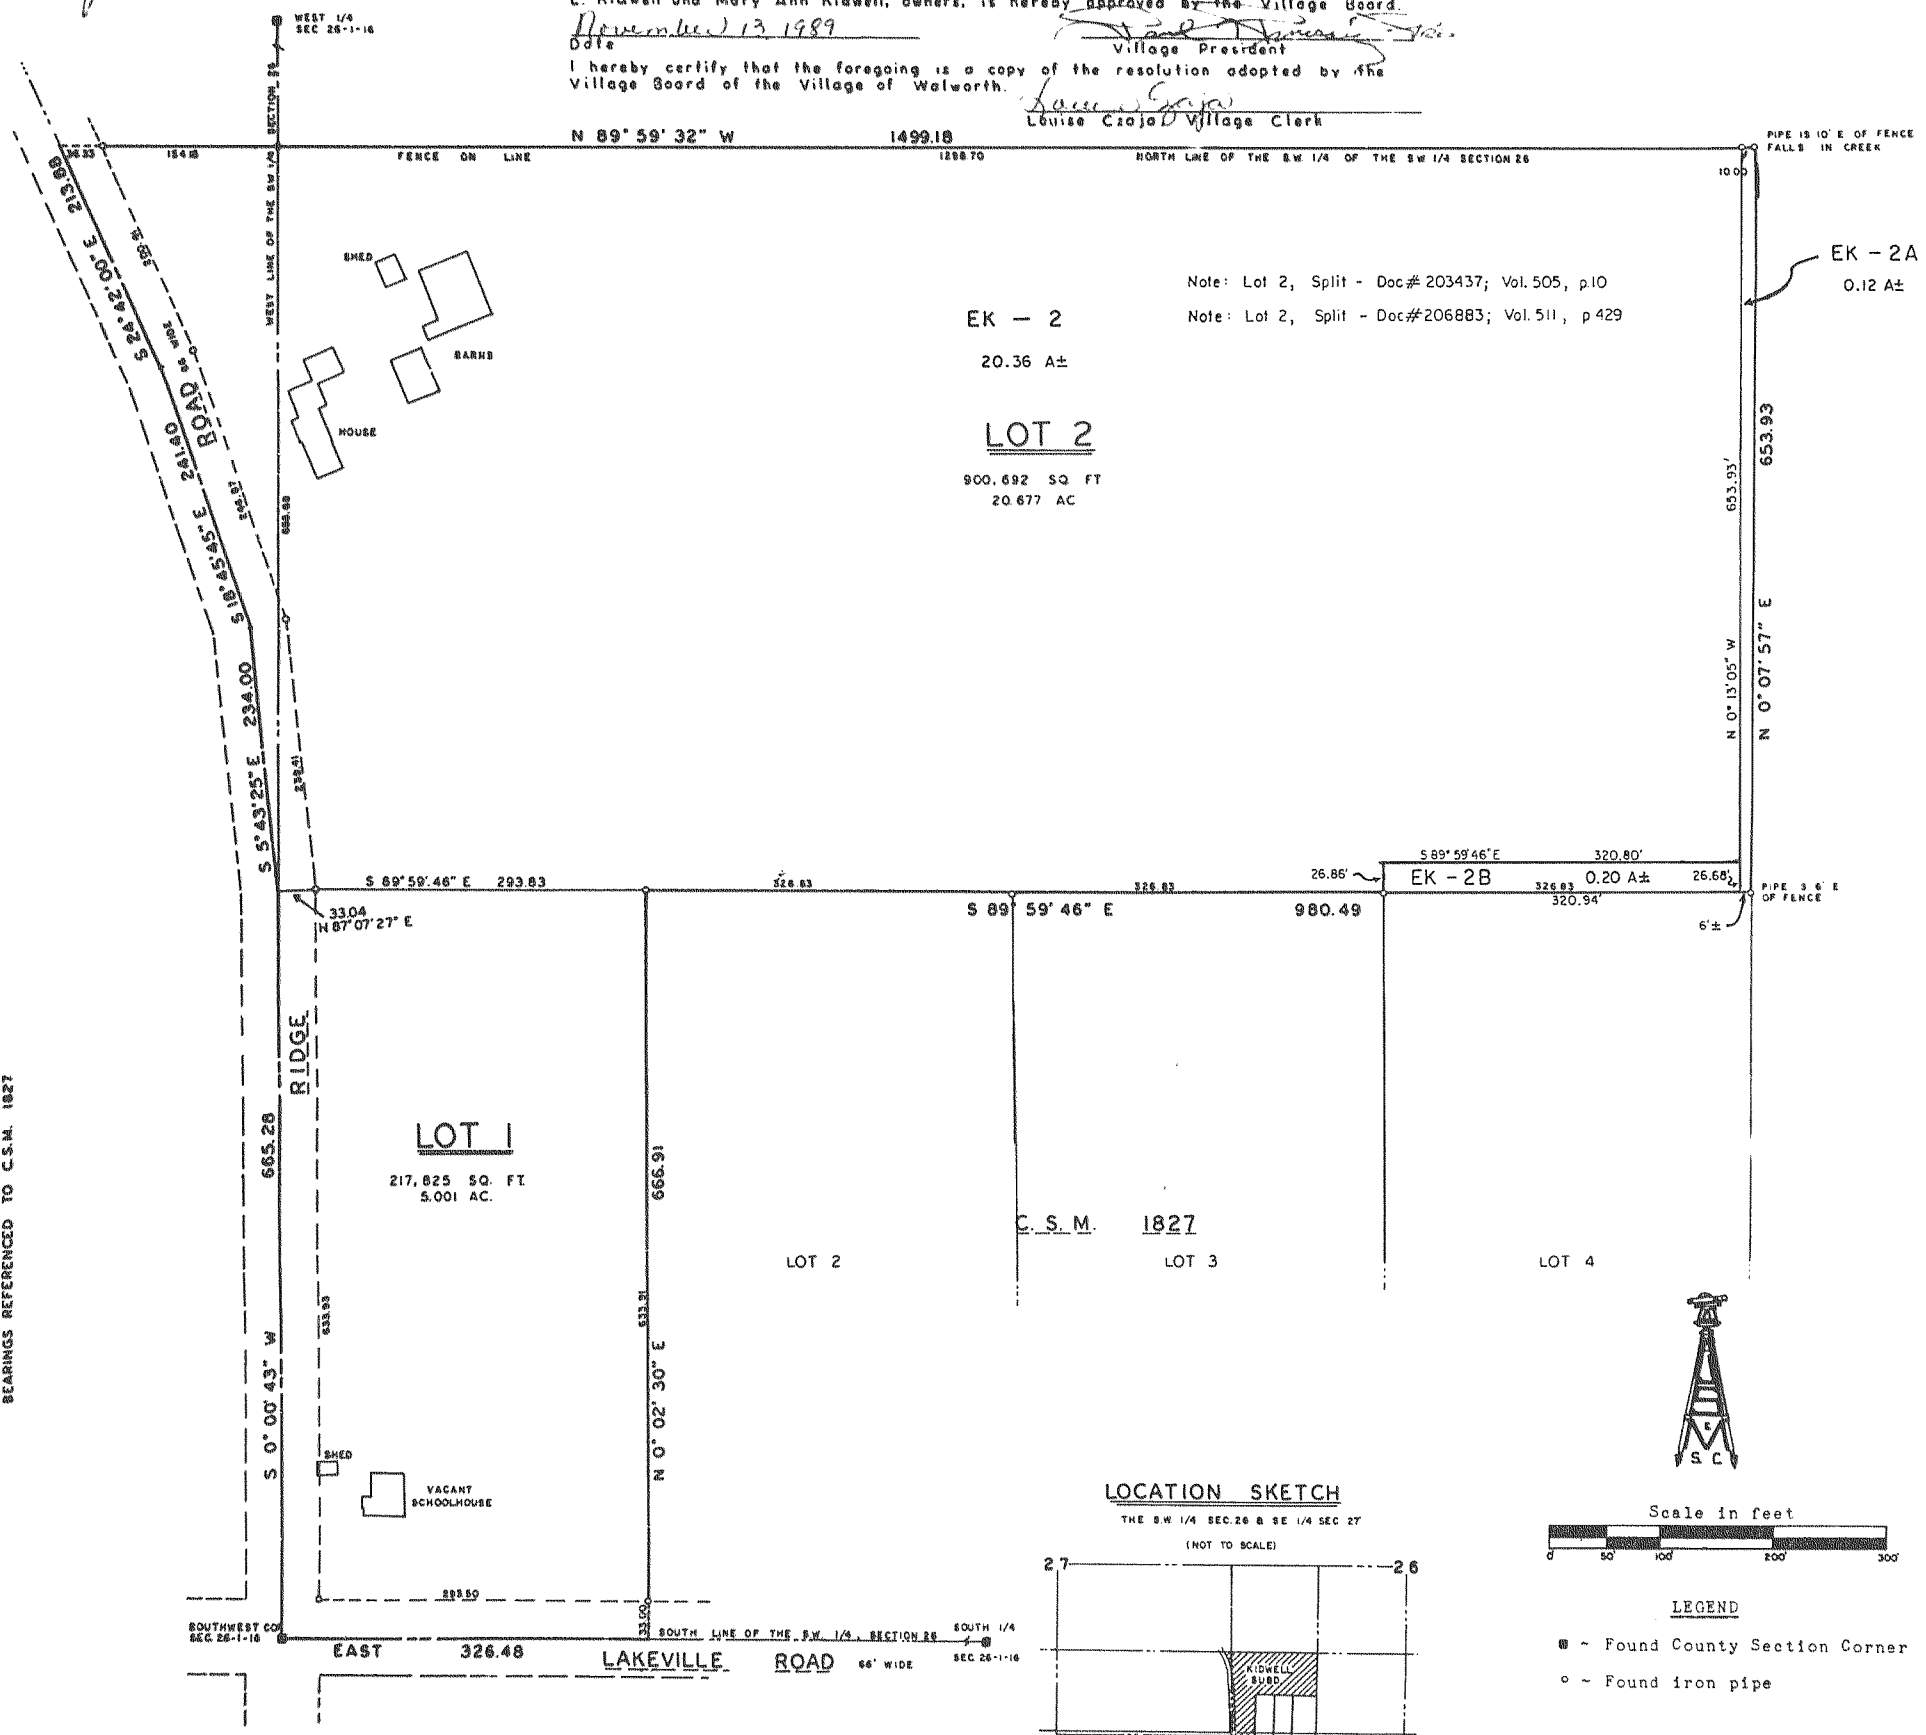 E. Kidwell and Mary Ann Kidwell, owners, is hereby approved by the Village Board.
November 13, 1989
Date
Village President
I hereby certify that the foregoing is a copy of the resolution adopted by the
Village Board of the Village of Walworth.
Louise Czaja Village Clerk
WEST 1/4
SEC 26-1-16
N 89° 59' 32" W 1499.18
36.33
154.18
FENCE ON LINE
1298.70
NORTH LINE OF THE S.W. 1/4 OF THE SW 1/4 SECTION 26
PIPE IS 10' E OF FENCE
FALLS IN CREEK
10.00
WEST LINE OF THE SW 1/4 SECTION 26
213.88
S 24° 42' 00" E
ROAD 66' WIDE
241.40
S 18° 45' 45" E
234.00
S 5° 43' 25" E
SHED
BARNS
HOUSE
EK - 2
20.36 A±
Note: Lot 2, Split - Doc# 203437; Vol. 505, p.10
Note: Lot 2, Split - Doc#206883; Vol. 511, p 429
EK - 2A
0.12 A±
LOT 2
900,692 SQ FT
20.677 AC
653.93'
N 0° 13' 05" W
653.93
N 0° 07' 57" E
S 89° 59' 46" E 320.80'
26.86'
EK - 2B
0.20 A±
26.68'
S 89° 59' 46" E 293.83
326.83
326.83
326.83
320.94'
S 89° 59' 46" E 980.49
PIPE 3.6' E
OF FENCE
6'±
33.04
N 87° 07' 27" E
RIDGE
665.28
S 0° 00' 43" W
633.93
LOT 1
217,825 SQ. FT.
5.001 AC.
666.91
633.91
N 0° 02' 30" E
C. S. M. 1827
LOT 2
LOT 3
LOT 4
BEARINGS REFERENCED TO C.S.M. 1827
SHED
VACANT
SCHOOLHOUSE
293.50
33.00
SOUTHWEST CO
SEC. 26-1-16
EAST 326.48
SOUTH LINE OF THE S.W. 1/4, SECTION 26
SOUTH 1/4
SEC 26-1-16
LAKEVILLE ROAD 66' WIDE
LOCATION SKETCH
THE S.W 1/4 SEC. 26 & SE 1/4 SEC 27
(NOT TO SCALE)
27
26
KIDWELL
SUBD.
E
S C
Scale in feet
0' 50' 100' 200' 300'
LEGEND
~ Found County Section Corner
~ Found iron pipe